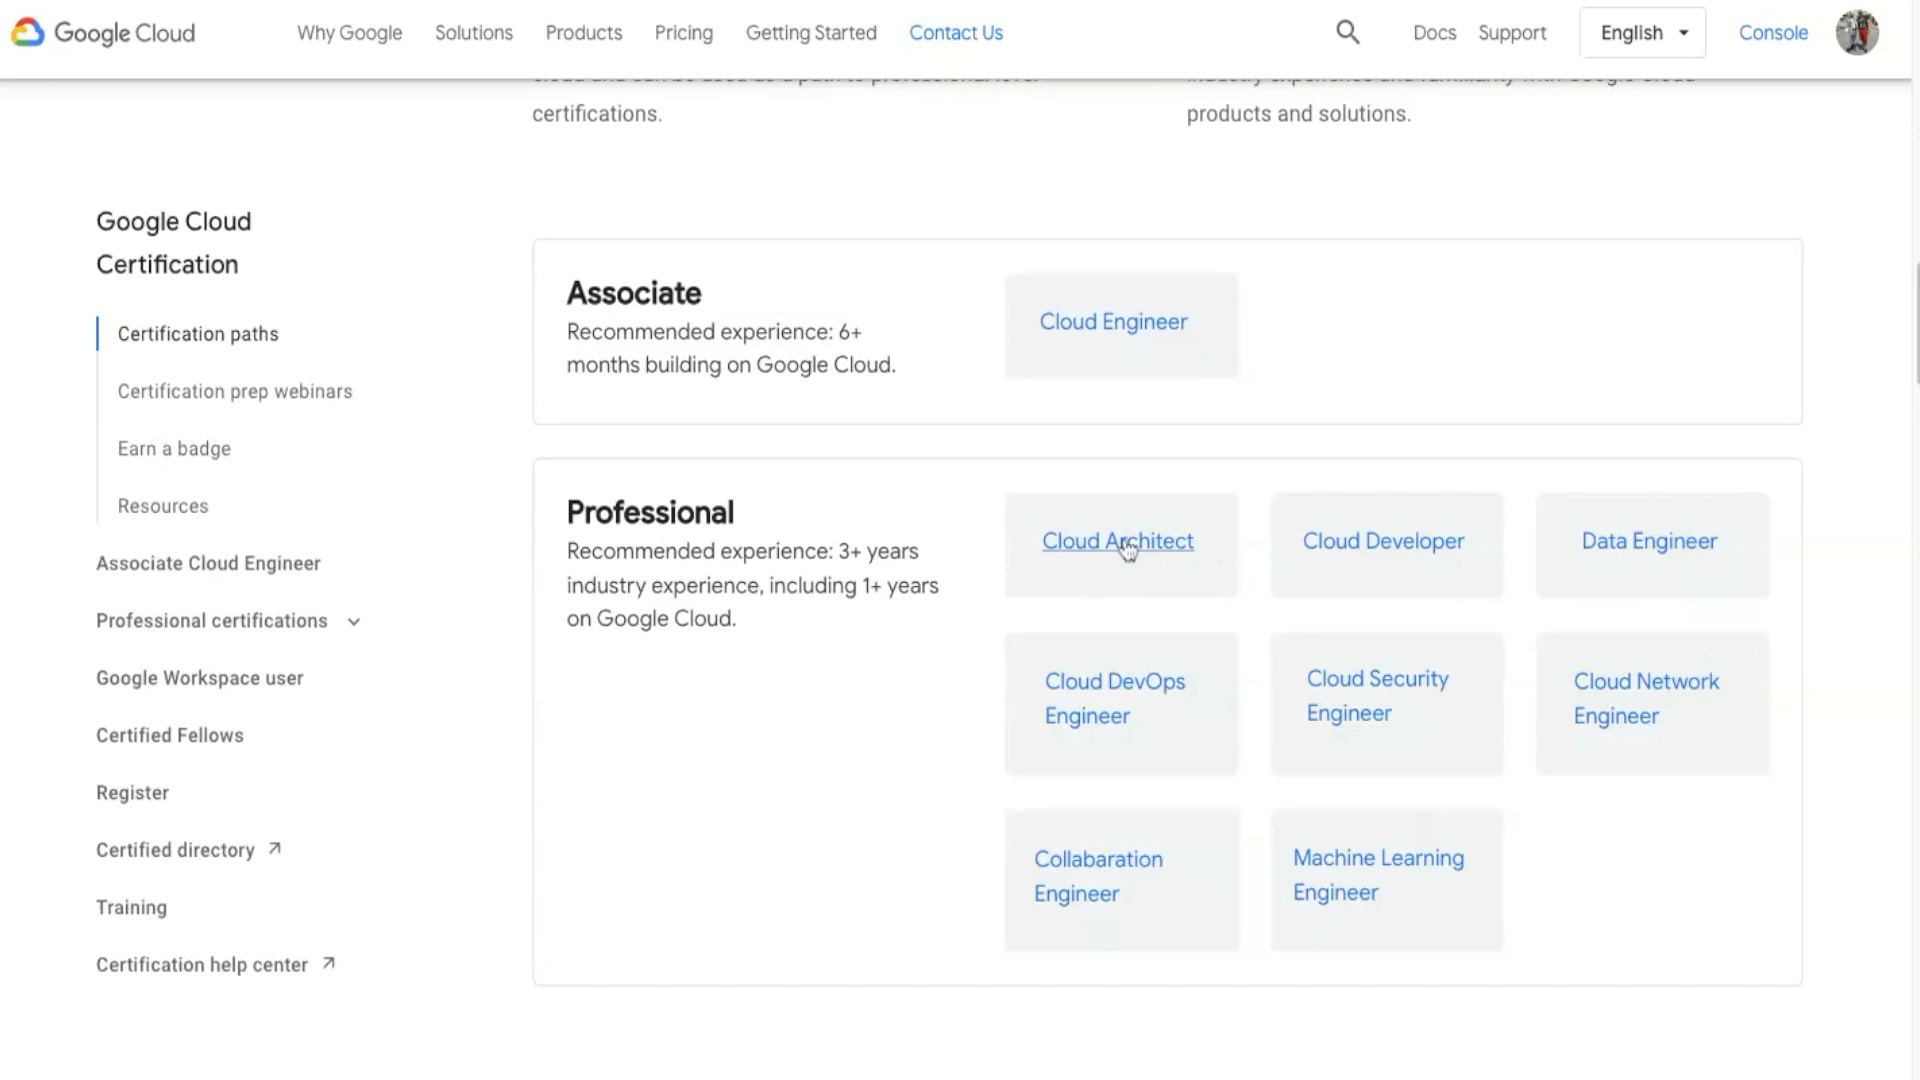 Google Cloud
Why Google
Solutions
Products
Pricing
Getting Started
Contact Us
Docs
Support
English
Console
certifications.
products and solutions.
Google Cloud
Certification
Certification paths
Certification prep webinars
Earn a badge
Resources
Associate Cloud Engineer
Professional certifications
Google Workspace user
Certified Fellows
Register
Certified directory
Training
Certification help center
Associate
Recommended experience: 6+
months building on Google Cloud.
Cloud Engineer
Professional
Recommended experience: 3+ years
industry experience, including 1+ years
on Google Cloud.
Cloud Architect
Cloud Developer
Data Engineer
Cloud DevOps
Engineer
Cloud Security
Engineer
Cloud Network
Engineer
Collabaration
Engineer
Machine Learning
Engineer